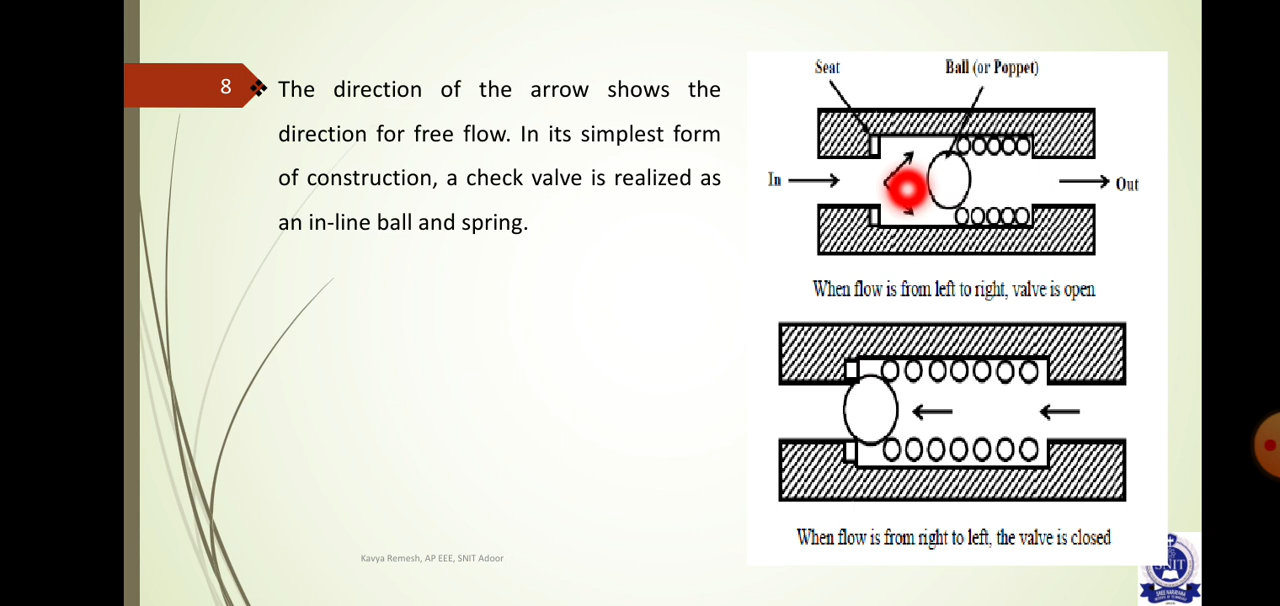 8
The direction of the arrow shows the
direction for free flow. In its simplest form
of construction, a check valve is realized as
an in-line ball and spring.
Seat
Ball (or Poppet)
In
Out
When flow is from left to right, valve is open
When flow is from right to left, the valve is closed
Kavya Remesh, AP EEE, SNIT Adoor
SNIT